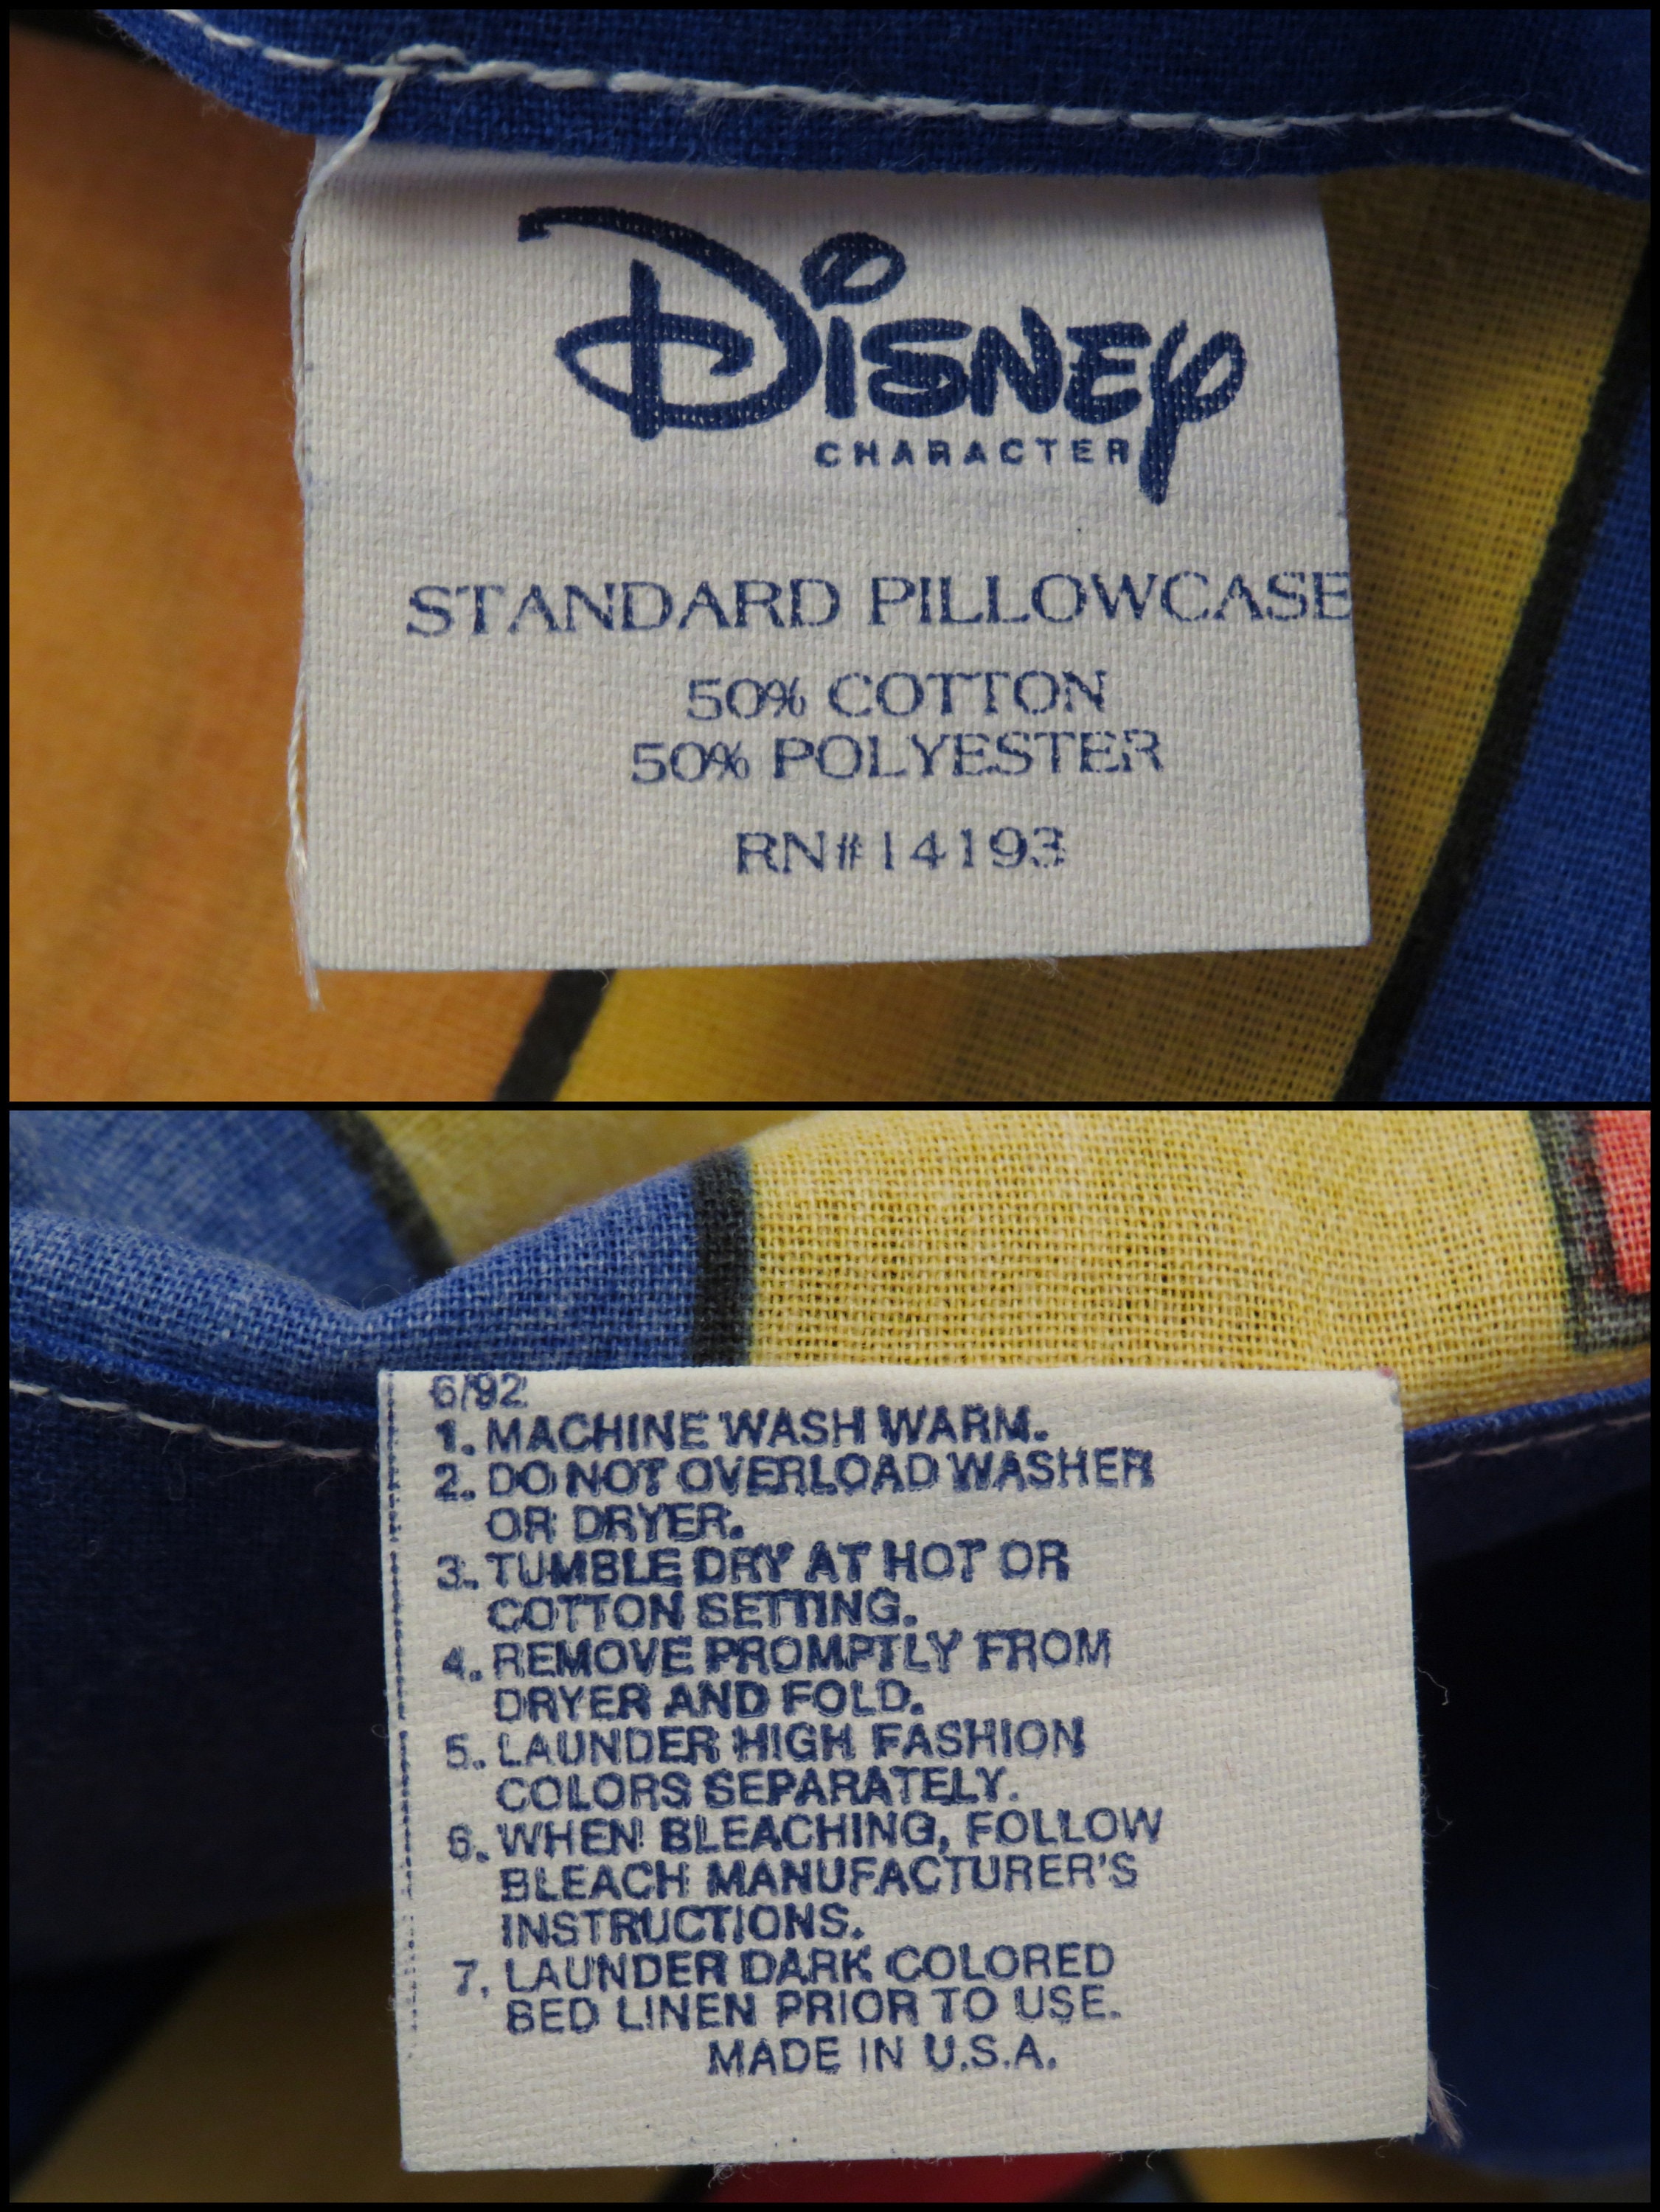 Disney
CHARACTER
STANDARD PILLOWCASE
50% COTTON
50% POLYESTER
RN#14193
6/92
1. MACHINE WASH WARM.
2. DO NOT OVERLOAD WASHER
OR DRYER.
3. TUMBLE DRY AT HOT OR
COTTON SETTING.
4. REMOVE PROMPTLY FROM
DRYER AND FOLD.
5. LAUNDER HIGH FASHION
COLORS SEPARATELY.
6. WHEN BLEACHING, FOLLOW
BLEACH MANUFACTURER'S
INSTRUCTIONS.
7. LAUNDER DARK COLORED
BED LINEN PRIOR TO USE.
MADE IN U.S.A.